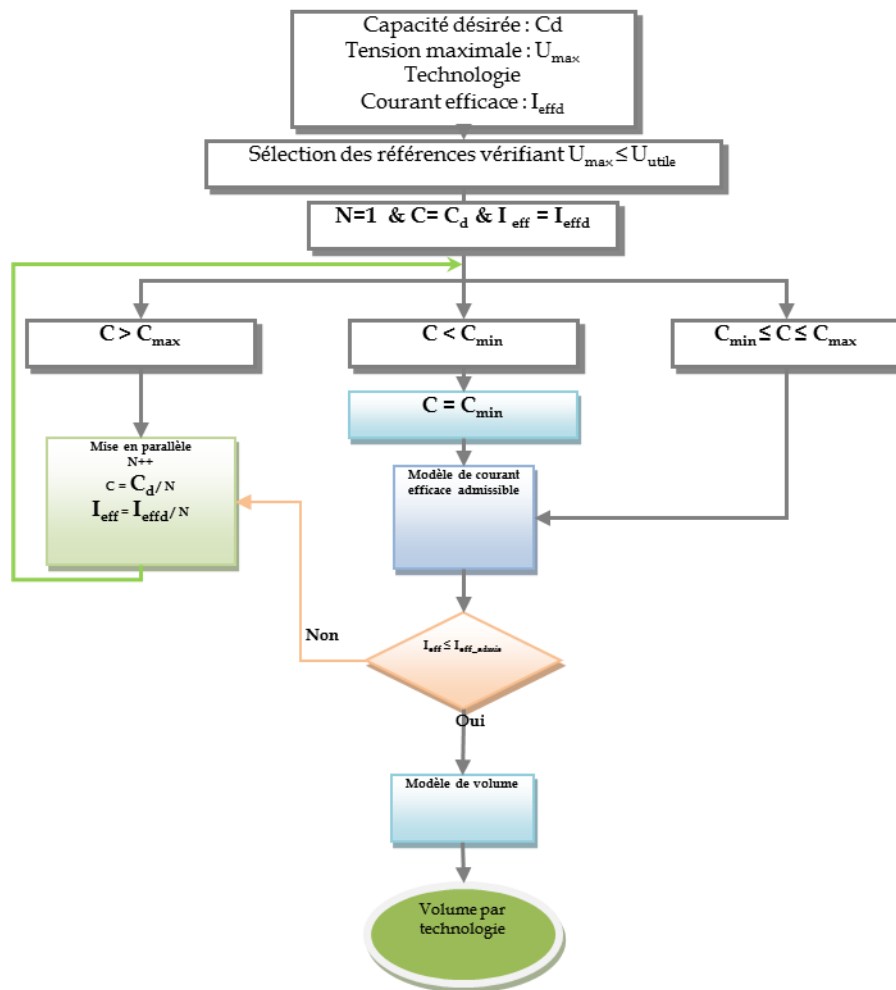 Capacité désirée : Cd
Tension maximale : Umax
Technologie
Courant efficace : Ieffd
Sélection des références vérifiant Umax ≤ Uutile
N=1 & C= Cd & I eff = Ieffd
C > Cmax
C < Cmin
Cmin ≤ C ≤ Cmax
C = Cmin
Mise en parallèle
N++
C = Cd/ N
Ieff = Ieffd/ N
Modèle de courant
efficace admissible
Non
Ieff ≤ Ieff_admis
Oui
Modèle de volume
Volume par
technologie